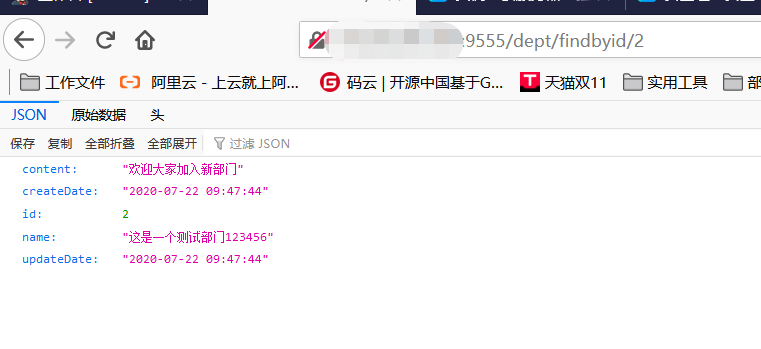 :9555/dept/findbyid/2
工作文件 阿里云 - 上云就上阿... 码云 | 开源中国基于G... 天猫双11 实用工具 部
JSON 原始数据 头
保存 复制 全部折叠 全部展开 过滤 JSON
content: "欢迎大家加入新部门"
createDate: "2020-07-22 09:47:44"
id: 2
name: "这是一个测试部门123456"
updateDate: "2020-07-22 09:47:44"